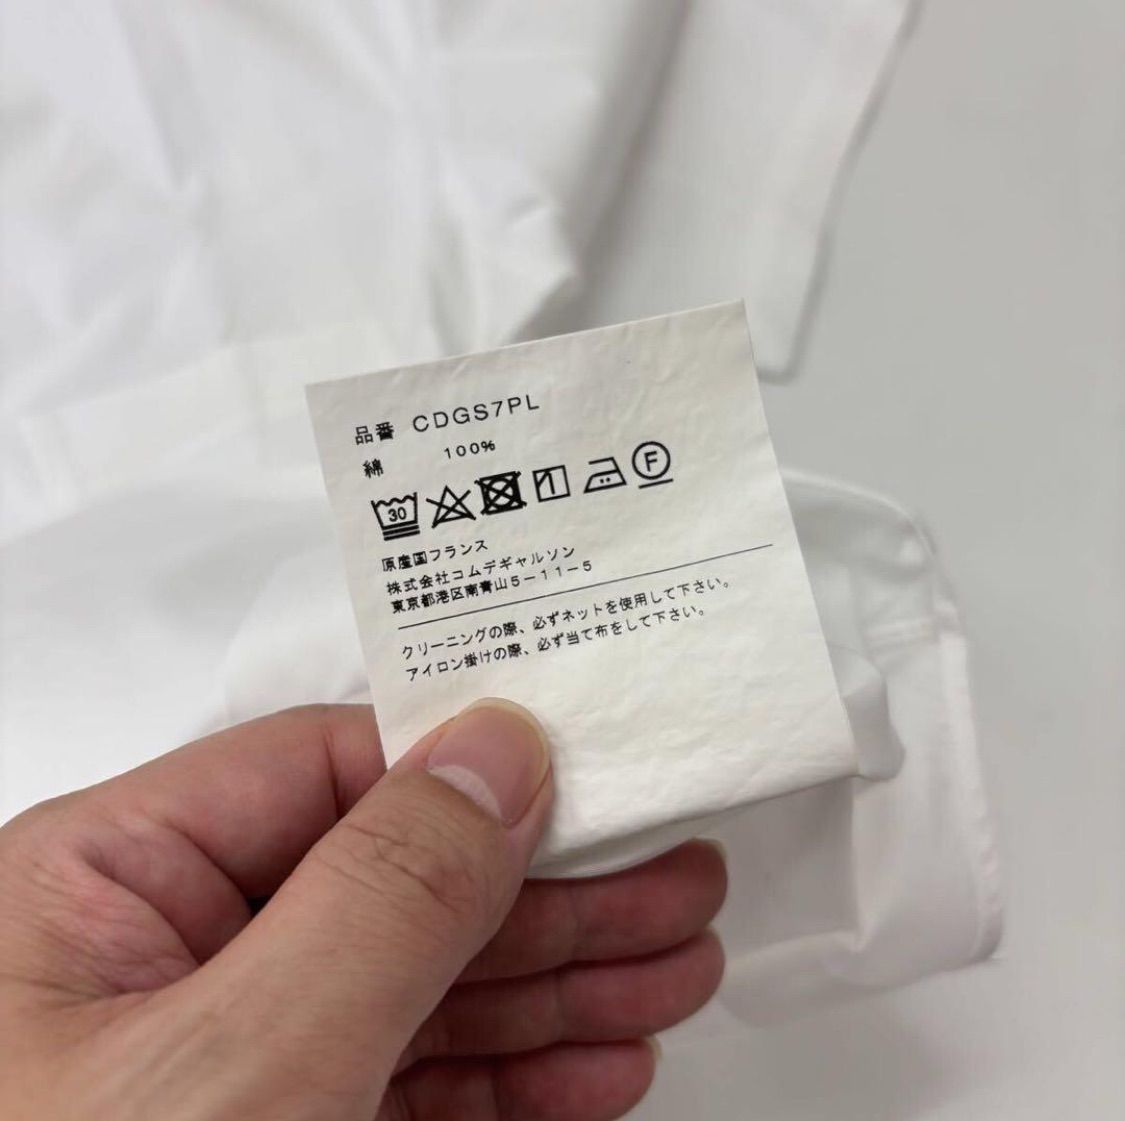 品番 CDGS7PL
綿 100%
30 F
原産国フランス
株式会社コムデギャルソン
東京都港区南青山5-11-5
クリーニングの際、必ずネットを使用して下さい。
アイロン掛けの際、必ず当て布をして下さい。